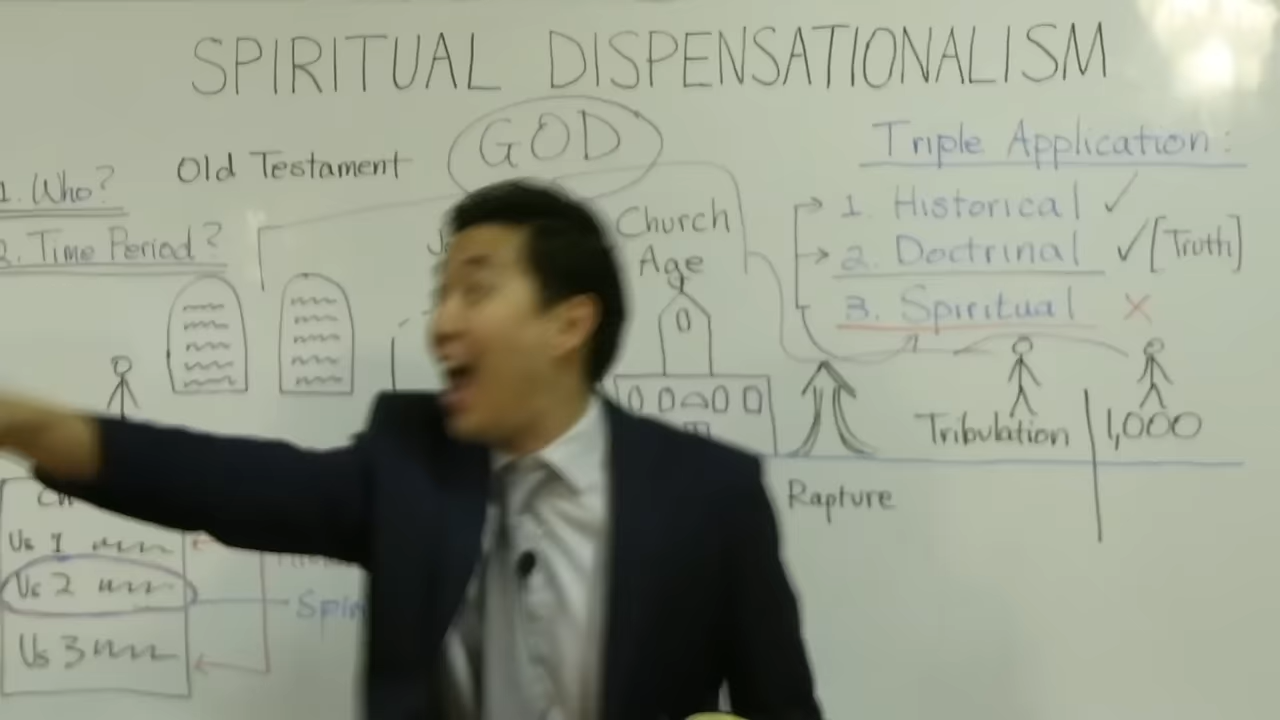 SPIRITUAL DISPENSATIONALISM
GOD
Old Testament
1. Who?
Time Period?
Church
Age
Triple Application:
1. Historical ✓
2. Doctrinal ✓ [Truth]
3. Spiritual X
Tribulation
1,000
Rapture
Vs 1
Vs 2
Vs 3